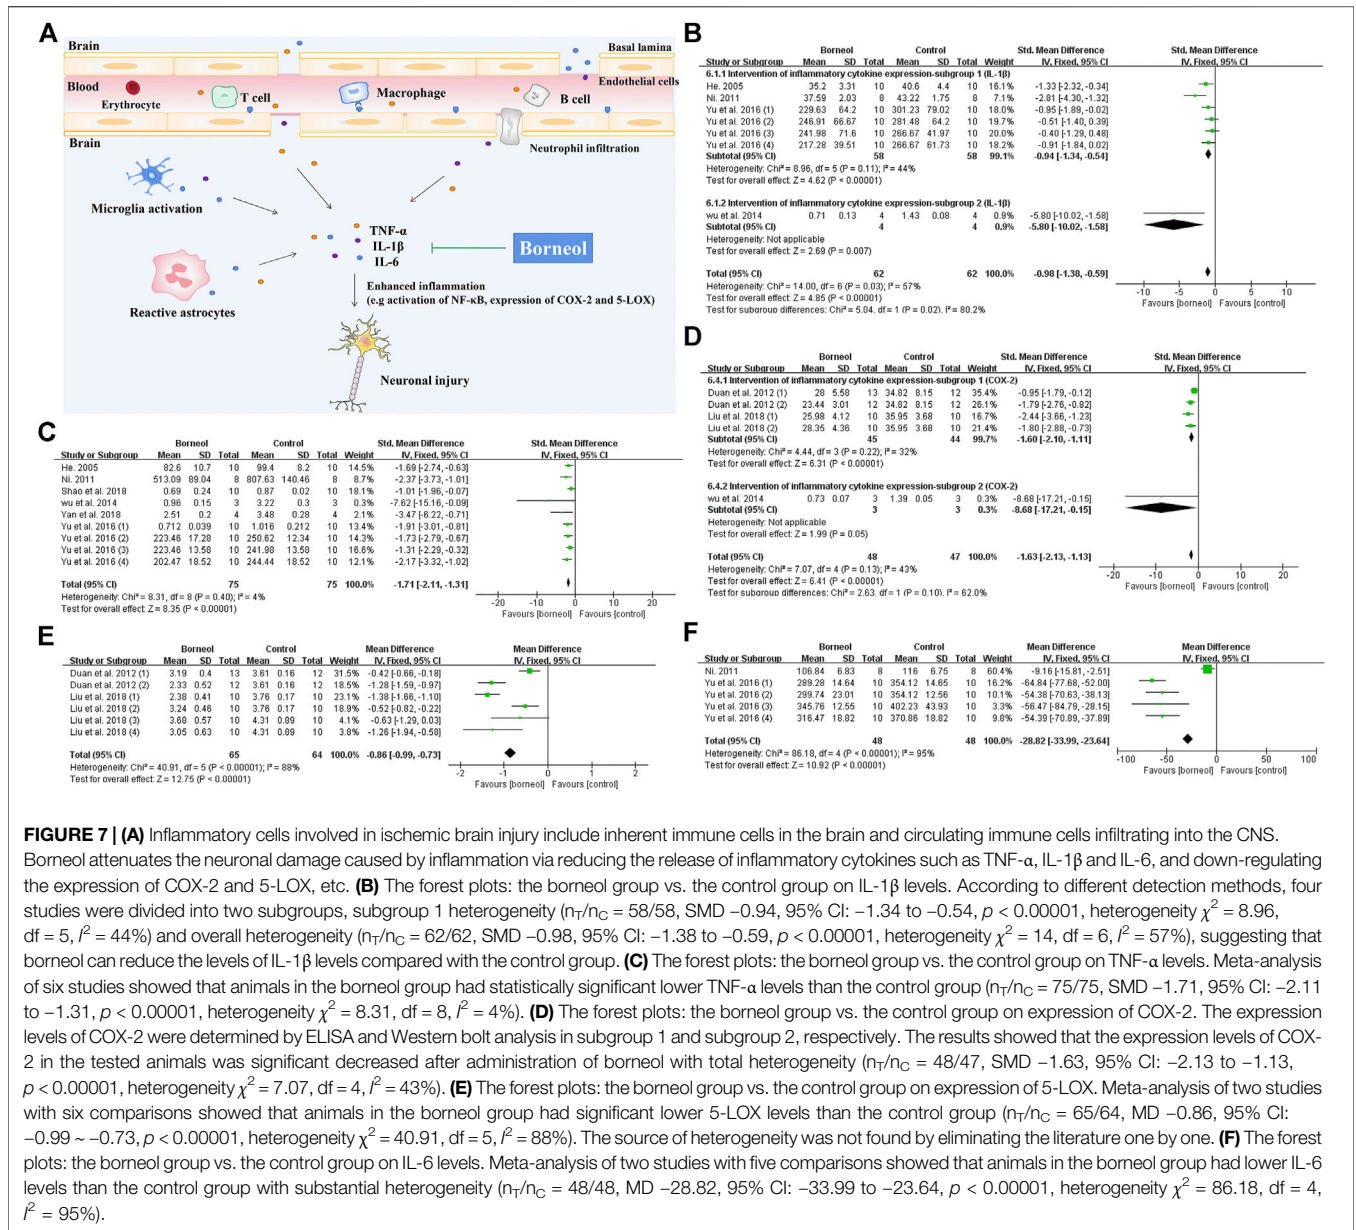 A
Brain
Basal lamina
Endothelial cells
Blood
Erythrocyte
T cell
Macrophage
B cell
Brain
Neutrophil infiltration
Microglia activation
TNF-α
IL-1β
IL-6
Borneol
Reactive astrocytes
Enhanced inflammation
(e.g activation of NF-κB, expression of COX-2 and 5-LOX)
Neuronal injury
B
Borneol Control Std. Mean Difference Std. Mean Difference
Study or Subgroup Mean SD Total Mean SD Total Weight IV, Fixed, 95% CI IV, Fixed, 95% CI
6.1.1 Intervention of inflammatory cytokine expression-subgroup 1 (IL-1β)
He. 2005 35.2 3.31 10 40.6 4.4 10 16.1% -1.33 [-2.32, -0.34]
Ni. 2011 37.59 2.03 8 43.22 1.75 8 7.1% -2.81 [-4.30, -1.32]
Yu et al. 2016 (1) 229.63 64.2 10 301.23 79.02 10 18.0% -0.95 [-1.89, -0.02]
Yu et al. 2016 (2) 246.91 66.67 10 281.48 64.2 10 19.7% -0.51 [-1.40, 0.39]
Yu et al. 2016 (3) 241.98 71.6 10 266.67 41.97 10 20.0% -0.40 [-1.29, 0.48]
Yu et al. 2016 (4) 217.28 39.51 10 266.67 61.73 10 18.2% -0.91 [-1.84, 0.02]
Subtotal (95% CI) 58 58 99.1% -0.94 [-1.34, -0.54]
Heterogeneity: Chi² = 8.96, df = 5 (P = 0.11); I² = 44%
Test for overall effect: Z = 4.62 (P < 0.00001)
6.1.2 Intervention of inflammatory cytokine expression-subgroup 2 (IL-1β)
wu et al. 2014 0.71 0.13 4 1.43 0.08 4 0.9% -5.80 [-10.02, -1.58]
Subtotal (95% CI) 4 4 0.9% -5.80 [-10.02, -1.58]
Heterogeneity: Not applicable
Test for overall effect: Z = 2.69 (P = 0.007)
Total (95% CI) 62 62 100.0% -0.98 [-1.38, -0.59]
Heterogeneity: Chi² = 14.00, df = 6 (P = 0.03); I² = 57%
Test for overall effect: Z = 4.85 (P < 0.00001)
Test for subgroup differences: Chi² = 5.04, df = 1 (P = 0.02), I² = 80.2%
-10 -5 0 5 10
Favours [borneol] Favours [control]
D
Borneol Control Std. Mean Difference Std. Mean Difference
Study or Subgroup Mean SD Total Mean SD Total Weight IV, Fixed, 95% CI IV, Fixed, 95% CI
6.4.1 Intervention of inflammatory cytokine expression-subgroup 1 (COX-2)
Duan et al. 2012 (1) 28 5.58 13 34.82 8.15 12 35.4% -0.95 [-1.79, -0.12]
Duan et al. 2012 (2) 23.44 3.01 12 34.82 8.15 12 26.1% -1.79 [-2.76, -0.82]
Liu et al. 2018 (1) 25.98 4.12 10 35.95 3.68 10 16.7% -2.44 [-3.66, -1.23]
Liu et al. 2018 (2) 28.35 4.36 10 35.95 3.68 10 21.4% -1.80 [-2.88, -0.73]
Subtotal (95% CI) 45 44 99.7% -1.60 [-2.10, -1.11]
Heterogeneity: Chi² = 4.44, df = 3 (P = 0.22); I² = 32%
Test for overall effect: Z = 6.31 (P < 0.00001)
6.4.2 Intervention of inflammatory cytokine expression-subgroup 2 (COX-2)
wu et al. 2014 0.73 0.07 3 1.39 0.05 3 0.3% -8.68 [-17.21, -0.15]
Subtotal (95% CI) 3 3 0.3% -8.68 [-17.21, -0.15]
Heterogeneity: Not applicable
Test for overall effect: Z = 1.99 (P = 0.05)
Total (95% CI) 48 47 100.0% -1.63 [-2.13, -1.13]
Heterogeneity: Chi² = 7.07, df = 4 (P = 0.13); I² = 43%
Test for overall effect: Z = 6.41 (P < 0.00001)
Test for subgroup differences: Chi² = 2.63, df = 1 (P = 0.10), I² = 62.0%
-20 -10 0 10 20
Favours [borneol] Favours [control]
C
Borneol Control Std. Mean Difference Std. Mean Difference
Study or Subgroup Mean SD Total Mean SD Total Weight IV, Fixed, 95% CI IV, Fixed, 95% CI
He. 2005 82.6 10.7 10 99.4 8.2 10 14.5% -1.69 [-2.74, -0.63]
Ni. 2011 513.09 89.04 8 807.63 140.46 8 8.7% -2.37 [-3.73, -1.01]
Shao et al. 2018 0.69 0.24 10 0.87 0.02 10 18.1% -1.01 [-1.96, -0.07]
wu et al. 2014 0.96 0.15 3 3.22 0.3 3 0.3% -7.62 [-15.16, -0.09]
Yan et al. 2018 2.51 0.2 4 3.48 0.28 4 2.1% -3.47 [-6.22, -0.71]
Yu et al. 2016 (1) 0.712 0.039 10 1.016 0.212 10 13.4% -1.91 [-3.01, -0.81]
Yu et al. 2016 (2) 223.46 17.28 10 250.62 12.34 10 14.3% -1.73 [-2.79, -0.67]
Yu et al. 2016 (3) 223.46 13.58 10 241.98 13.58 10 16.6% -1.31 [-2.29, -0.32]
Yu et al. 2016 (4) 202.47 18.52 10 244.44 18.52 10 12.1% -2.17 [-3.32, -1.02]
Total (95% CI) 75 75 100.0% -1.71 [-2.11, -1.31]
Heterogeneity: Chi² = 8.31, df = 8 (P = 0.40); I² = 4%
Test for overall effect: Z = 8.35 (P < 0.00001)
-20 -10 0 10 20
Favours [borneol] Favours [control]
E
Borneol Control Mean Difference Mean Difference
Study or Subgroup Mean SD Total Mean SD Total Weight IV, Fixed, 95% CI IV, Fixed, 95% CI
Duan et al. 2012 (1) 3.19 0.4 13 3.61 0.16 12 31.5% -0.42 [-0.66, -0.18]
Duan et al. 2012 (2) 2.33 0.52 12 3.61 0.16 12 18.5% -1.28 [-1.59, -0.97]
Liu et al. 2018 (1) 2.38 0.41 10 3.76 0.17 10 23.3% -1.38 [-1.66, -1.10]
Liu et al. 2018 (2) 3.24 0.46 10 3.76 0.17 10 18.9% -0.52 [-0.82, -0.22]
Liu et al. 2018 (3) 3.68 0.57 10 4.31 0.89 10 4.1% -0.63 [-1.29, 0.03]
Liu et al. 2018 (4) 3.05 0.63 10 4.31 0.89 10 3.8% -1.26 [-1.94, -0.58]
Total (95% CI) 65 64 100.0% -0.86 [-0.99, -0.73]
Heterogeneity: Chi² = 40.91, df = 5 (P < 0.00001); I² = 88%
Test for overall effect: Z = 12.75 (P < 0.00001)
-2 -1 0 1 2
Favours [borneol] Favours [control]
F
Borneol Control Mean Difference Mean Difference
Study or Subgroup Mean SD Total Mean SD Total Weight IV, Fixed, 95% CI IV, Fixed, 95% CI
Ni. 2011 106.84 6.83 8 116 6.75 8 60.4% -9.16 [-15.81, -2.51]
Yu et al. 2016 (1) 289.28 14.64 10 354.12 14.65 10 16.2% -64.84 [-77.68, -52.00]
Yu et al. 2016 (2) 299.74 23.01 10 354.12 12.56 10 10.1% -54.38 [-70.63, -38.13]
Yu et al. 2016 (3) 345.76 12.55 10 402.23 43.93 10 3.3% -56.47 [-84.79, -28.15]
Yu et al. 2016 (4) 316.47 18.82 10 370.86 18.82 10 9.8% -54.39 [-70.89, -37.89]
Total (95% CI) 48 48 100.0% -28.82 [-33.99, -23.64]
Heterogeneity: Chi² = 86.18, df = 4 (P < 0.00001); I² = 95%
Test for overall effect: Z = 10.92 (P < 0.00001)
-100 -50 0 50 100
Favours [borneol] Favours [control]
FIGURE 7 | (A) Inflammatory cells involved in ischemic brain injury include inherent immune cells in the brain and circulating immune cells infiltrating into the CNS.
Borneol attenuates the neuronal damage caused by inflammation via reducing the release of inflammatory cytokines such as TNF-α, IL-1β and IL-6, and down-regulating
the expression of COX-2 and 5-LOX, etc. (B) The forest plots: the borneol group vs. the control group on IL-1β levels. According to different detection methods, four
studies were divided into two subgroups, subgroup 1 heterogeneity (nT/nC = 58/58, SMD −0.94, 95% CI: −1.34 to −0.54, p < 0.00001, heterogeneity χ² = 8.96,
df = 5, I² = 44%) and overall heterogeneity (nT/nC = 62/62, SMD −0.98, 95% CI: −1.38 to −0.59, p < 0.00001, heterogeneity χ² = 14, df = 6, I² = 57%), suggesting that
borneol can reduce the levels of IL-1β levels compared with the control group. (C) The forest plots: the borneol group vs. the control group on TNF-α levels. Meta-analysis
of six studies showed that animals in the borneol group had statistically significant lower TNF-α levels than the control group (nT/nC = 75/75, SMD −1.71, 95% CI: −2.11
to −1.31, p < 0.00001, heterogeneity χ² = 8.31, df = 8, I² = 4%). (D) The forest plots: the borneol group vs. the control group on expression of COX-2. The expression
levels of COX-2 were determined by ELISA and Western bolt analysis in subgroup 1 and subgroup 2, respectively. The results showed that the expression levels of COX-
2 in the tested animals was significant decreased after administration of borneol with total heterogeneity (nT/nC = 48/47, SMD −1.63, 95% CI: −2.13 to −1.13,
p < 0.00001, heterogeneity χ² = 7.07, df = 4, I² = 43%). (E) The forest plots: the borneol group vs. the control group on expression of 5-LOX. Meta-analysis of two studies
with six comparisons showed that animals in the borneol group had significant lower 5-LOX levels than the control group (nT/nC = 65/64, MD −0.86, 95% CI:
−0.99 ~ −0.73, p < 0.00001, heterogeneity χ² = 40.91, df = 5, I² = 88%). The source of heterogeneity was not found by eliminating the literature one by one. (F) The forest
plots: the borneol group vs. the control group on IL-6 levels. Meta-analysis of two studies with five comparisons showed that animals in the borneol group had lower IL-6
levels than the control group with substantial heterogeneity (nT/nC = 48/48, MD −28.82, 95% CI: −33.99 to −23.64, p < 0.00001, heterogeneity χ² = 86.18, df = 4,
I² = 95%).